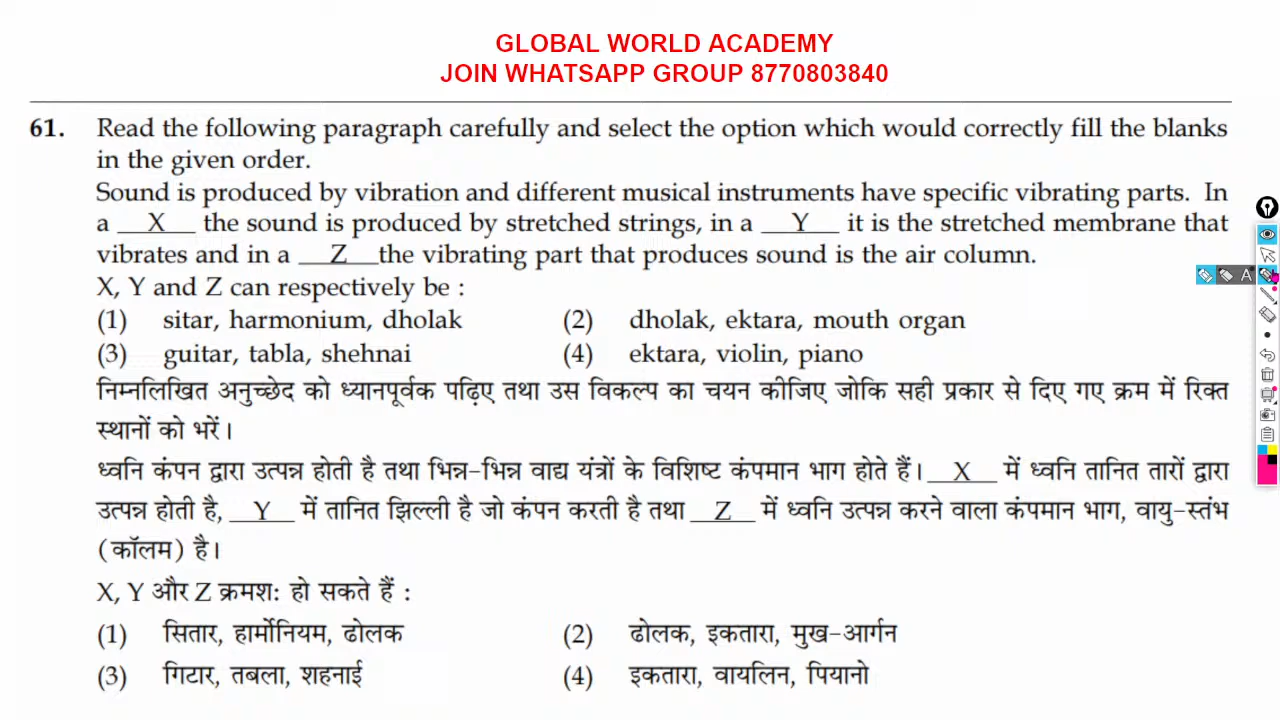 GLOBAL WORLD ACADEMY
JOIN WHATSAPP GROUP 8770803840
61. Read the following paragraph carefully and select the option which would correctly fill the blanks
in the given order.
Sound is produced by vibration and different musical instruments have specific vibrating parts. In
a __X__ the sound is produced by stretched strings, in a __Y__ it is the stretched membrane that
vibrates and in a __Z__the vibrating part that produces sound is the air column.
X, Y and Z can respectively be :
(1) sitar, harmonium, dholak (2) dholak, ektara, mouth organ
(3) guitar, tabla, shehnai (4) ektara, violin, piano
निम्नलिखित अनुच्छेद को ध्यानपूर्वक पढ़िए तथा उस विकल्प का चयन कीजिए जोकि सही प्रकार से दिए गए क्रम में रिक्त
स्थानों को भरें।
ध्वनि कंपन द्वारा उत्पन्न होती है तथा भिन्न-भिन्न वाद्य यंत्रों के विशिष्ट कंपमान भाग होते हैं। __X__ में ध्वनि तानित तारों द्वारा
उत्पन्न होती है, __Y__ में तानित झिल्ली है जो कंपन करती है तथा __Z__ में ध्वनि उत्पन्न करने वाला कंपमान भाग, वायु-स्तंभ
(कॉलम) है।
X, Y और Z क्रमशः हो सकते हैं :
(1) सितार, हार्मोनियम, ढोलक (2) ढोलक, इकतारा, मुख-आर्गन
(3) गिटार, तबला, शहनाई (4) इकतारा, वायलिन, पियानो
A